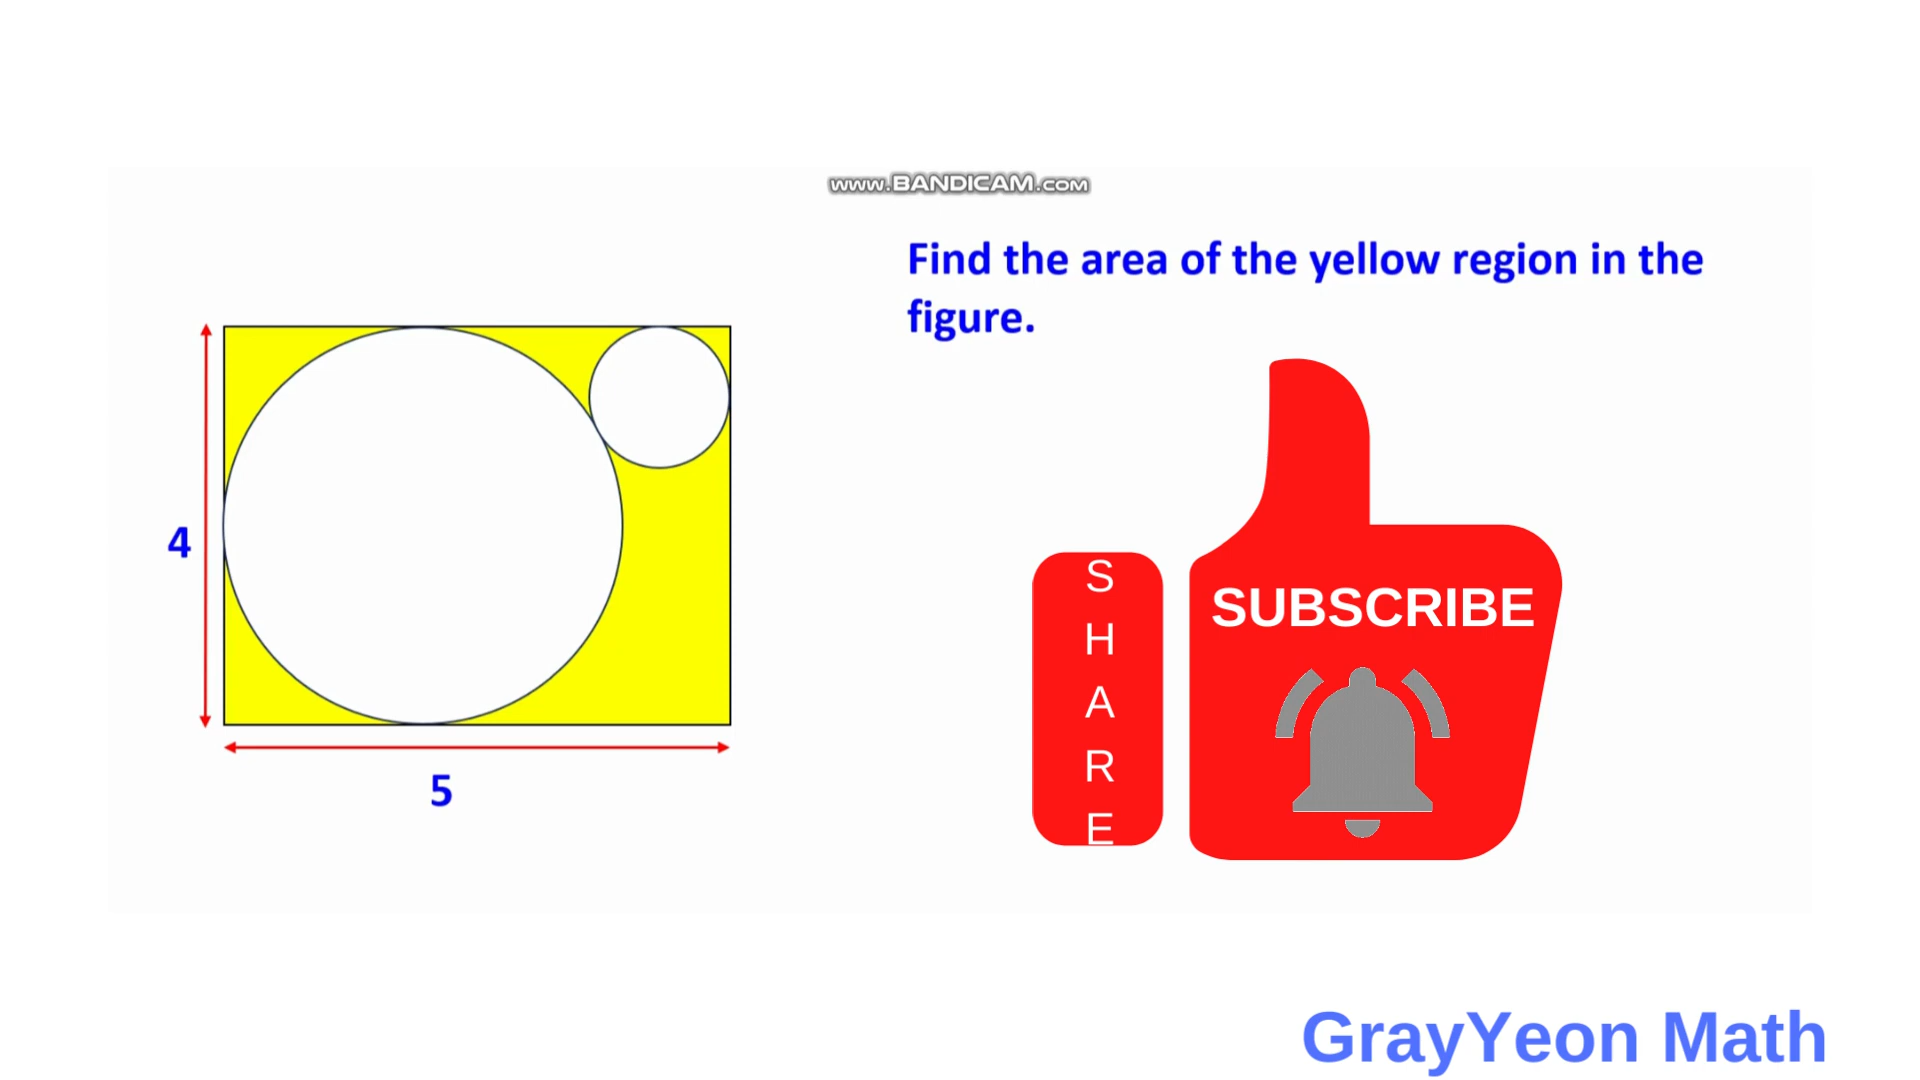 www.BANDICAM.com
Find the area of the yellow region in the
figure.
4
5
S
H
A
R
E
SUBSCRIBE
GrayYeon Math